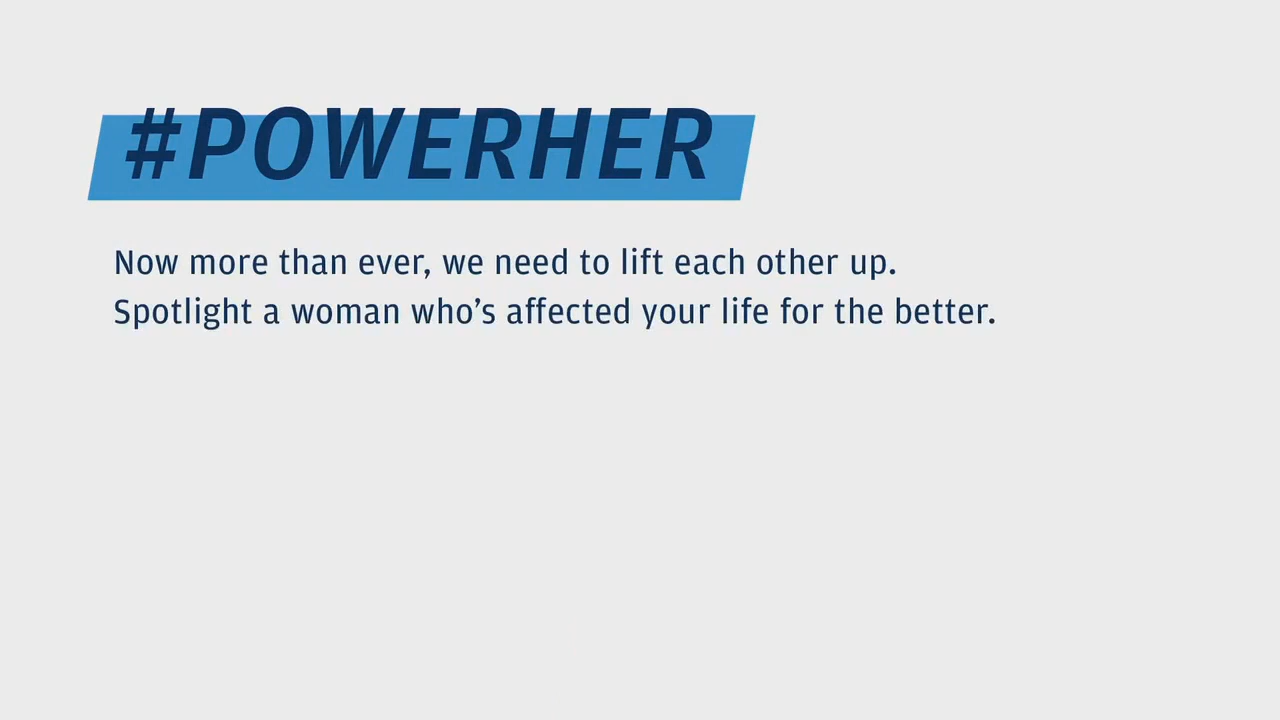 #POWERHER
Now more than ever, we need to lift each other up.
Spotlight a woman who’s affected your life for the better.